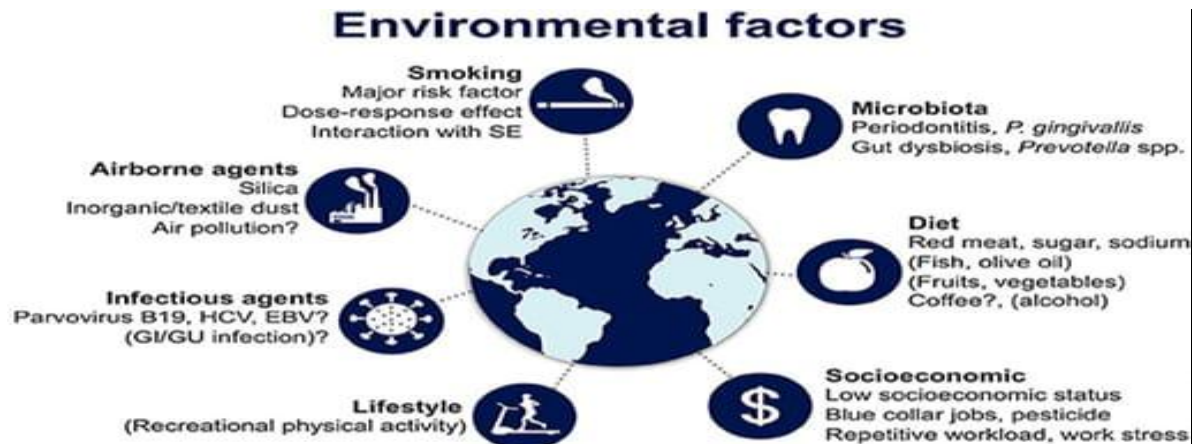 Environmental factors
Smoking
Major risk factor
Dose-response effect
Interaction with SE
Microbiota
Periodontitis, P. gingivallis
Gut dysbiosis, Prevotella spp.
Airborne agents
Silica
Inorganic/textile dust
Air pollution?
Diet
Red meat, sugar, sodium
(Fish, olive oil)
(Fruits, vegetables)
Coffee?, (alcohol)
Infectious agents
Parvovirus B19, HCV, EBV?
(GI/GU infection)?
Lifestyle
(Recreational physical activity)
Socioeconomic
Low socioeconomic status
Blue collar jobs, pesticide
Repetitive workload, work stress
$